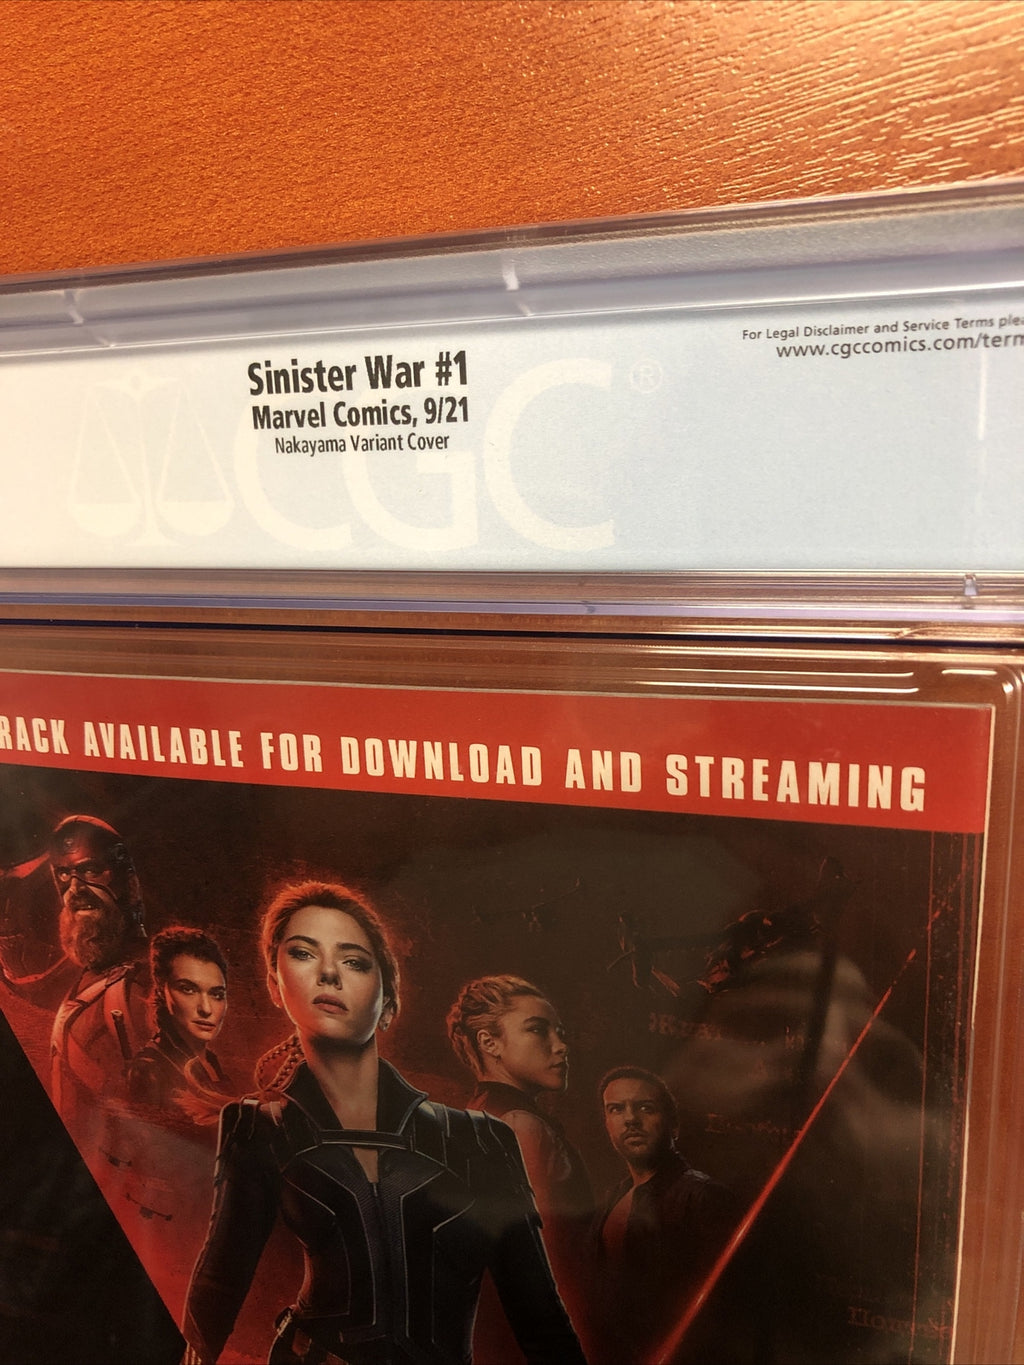 Sinister War #1
Marvel Comics, 9/21
Nakayama Variant Cover
CGC ®
For Legal Disclaimer and Service Terms
www.cgccomics.com/term
RACK AVAILABLE FOR DOWNLOAD AND STREAMING